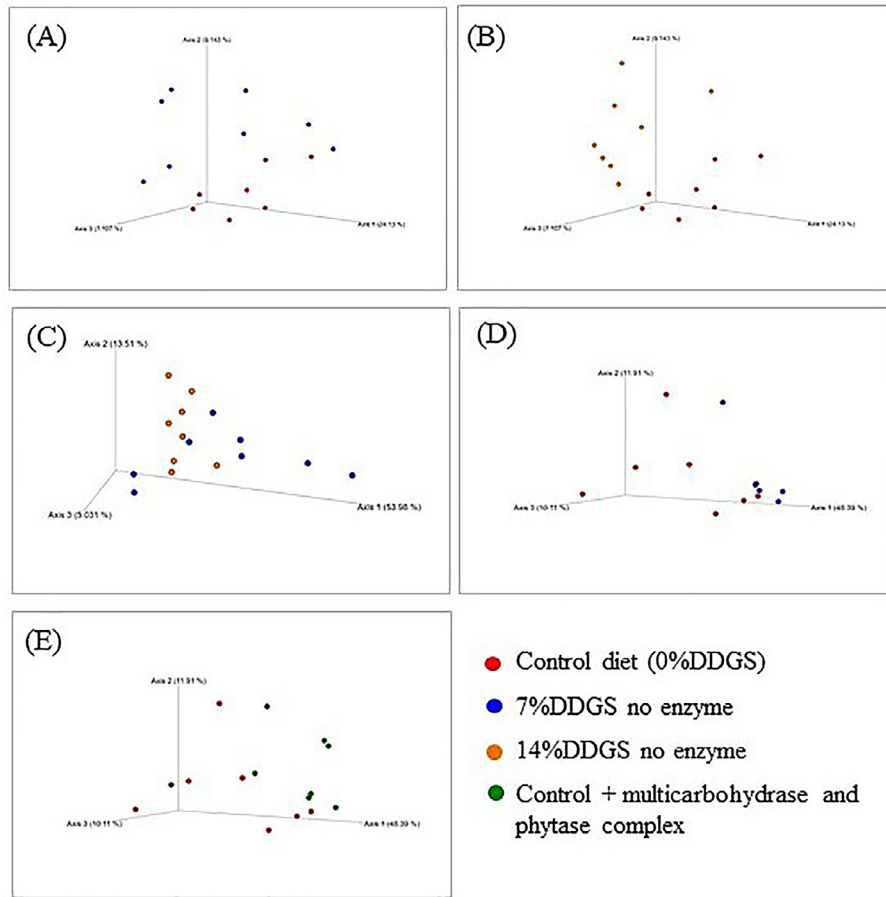 (A)
Axis 2 (9.143 %)
Axis 3 (7.107 %)
Axis 1 (24.13 %)
(B)
Axis 2 (9.143 %)
Axis 3 (7.107 %)
Axis 1 (24.13 %)
(C)
Axis 2 (13.51 %)
Axis 3 (5.031 %)
Axis 1 (53.98 %)
(D)
Axis 2 (11.91 %)
Axis 3 (10.11 %)
Axis 1 (48.39 %)
(E)
Axis 2 (11.91 %)
Axis 3 (10.11 %)
Axis 1 (48.39 %)
Control diet (0%DDGS)
7%DDGS no enzyme
14%DDGS no enzyme
Control + multicarbohydrase and
phytase complex